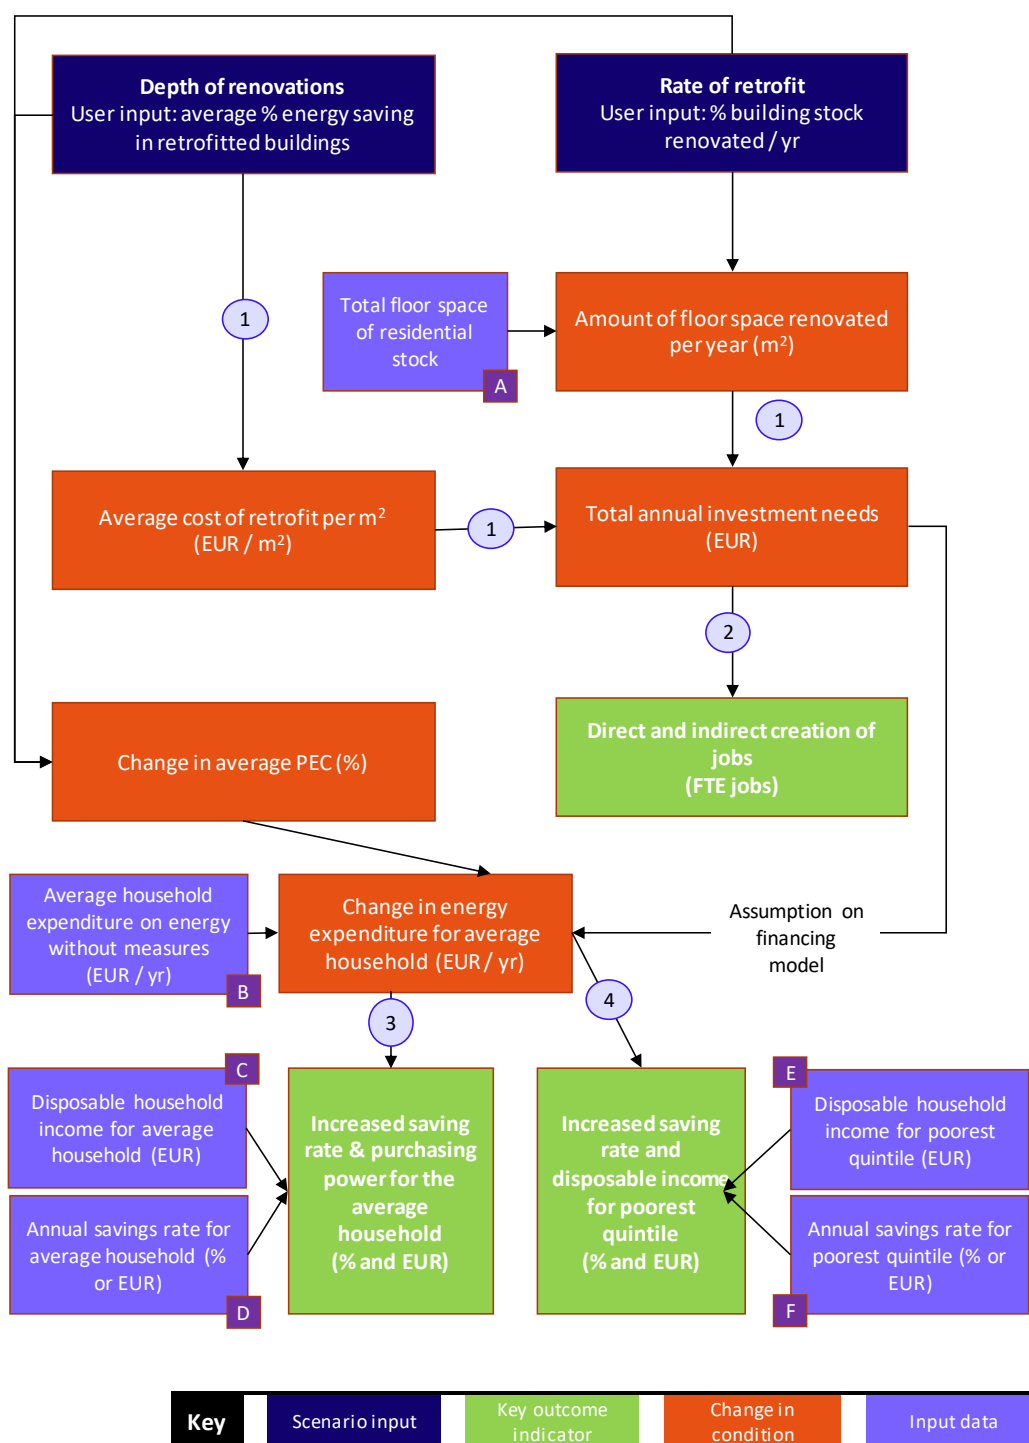 Depth of renovations
User input: average % energy saving
in retrofitted buildings
Rate of retrofit
User input: % building stock
renovated / yr
1
Total floor space
of residential
stock
A
Amount of floor space renovated
per year (m²)
1
Average cost of retrofit per m²
(EUR / m²)
1
Total annual investment needs
(EUR)
2
Change in average PEC (%)
Direct and indirect creation of
jobs
(FTE jobs)
Average household
expenditure on energy
without measures
(EUR / yr)
B
Change in energy
expenditure for average
household (EUR / yr)
Assumption on
financing
model
3
4
C
Disposable household
income for average
household (EUR)
Annual savings rate for
average household (%
or EUR)
D
Increased saving
rate & purchasing
power for the
average
household
(% and EUR)
Increased saving
rate and
disposable income
for poorest
quintile
(% and EUR)
E
Disposable household
income for poorest
quintile (EUR)
Annual savings rate for
poorest quintile (% or
EUR)
F
Key
Scenario input
Key outcome
indicator
Change in
condition
Input data